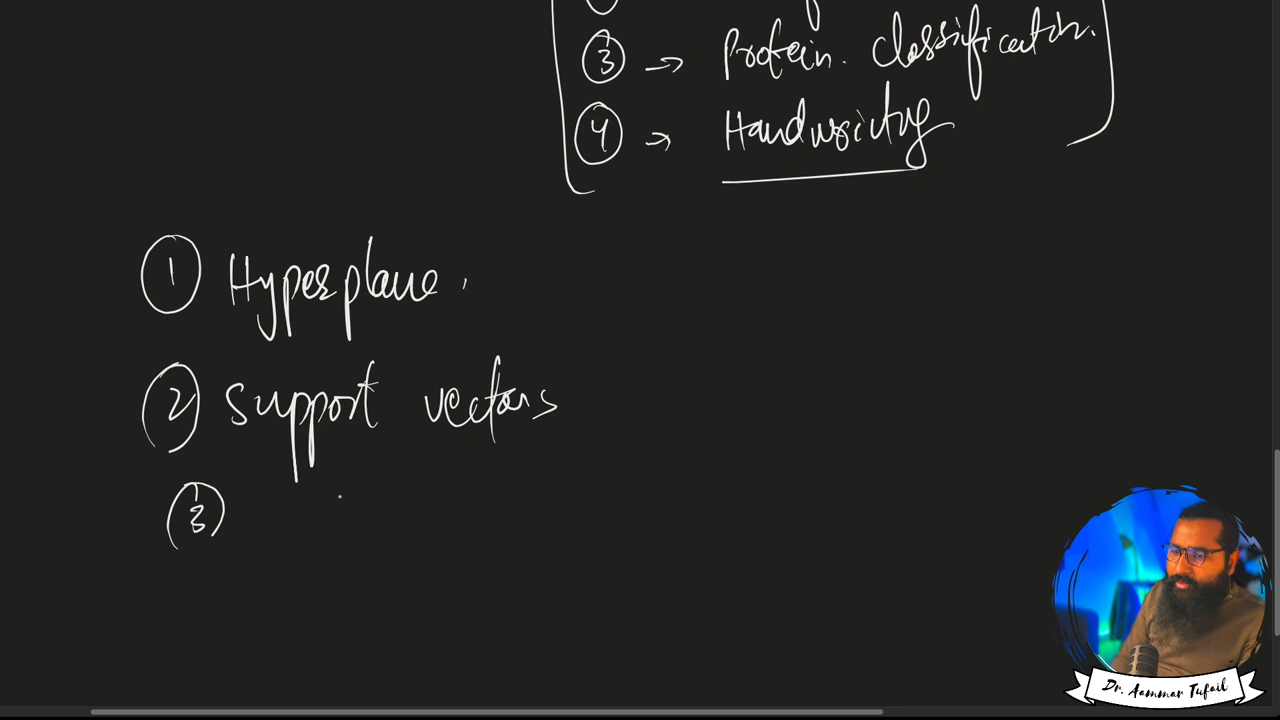 3 → Protein. Classification.
4 → Handwriting
1 Hyperplane.
2 Support vectors
3
Dr. Aammar Tufail